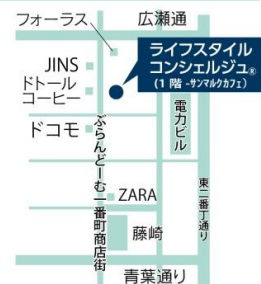 フォーラス
広瀬通
ライフスタイル
コンシェルジュ®
(1階-サンマルクカフェ)
JINS
ドトール
コーヒー
ドコモ
電力ビル
ぶらんどーむ一番町商店街
東二番丁通り
ZARA
藤崎
青葉通り